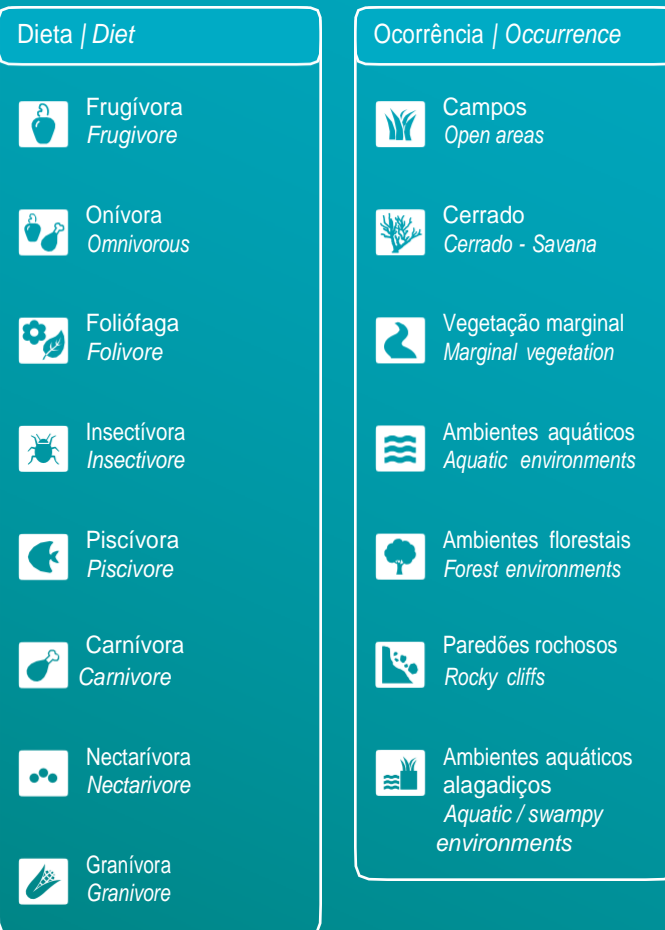 Dieta | Diet
Frugívora
Frugivore
Onívora
Omnivorous
Foliófaga
Folivore
Insectívora
Insectivore
Piscívora
Piscivore
Carnívora
Carnivore
Nectarívora
Nectarivore
Granívora
Granivore
Ocorrência | Occurrence
Campos
Open areas
Cerrado
Cerrado - Savana
Vegetação marginal
Marginal vegetation
Ambientes aquáticos
Aquatic environments
Ambientes florestais
Forest environments
Paredões rochosos
Rocky cliffs
Ambientes aquáticos
alagadiços
Aquatic / swampy
environments